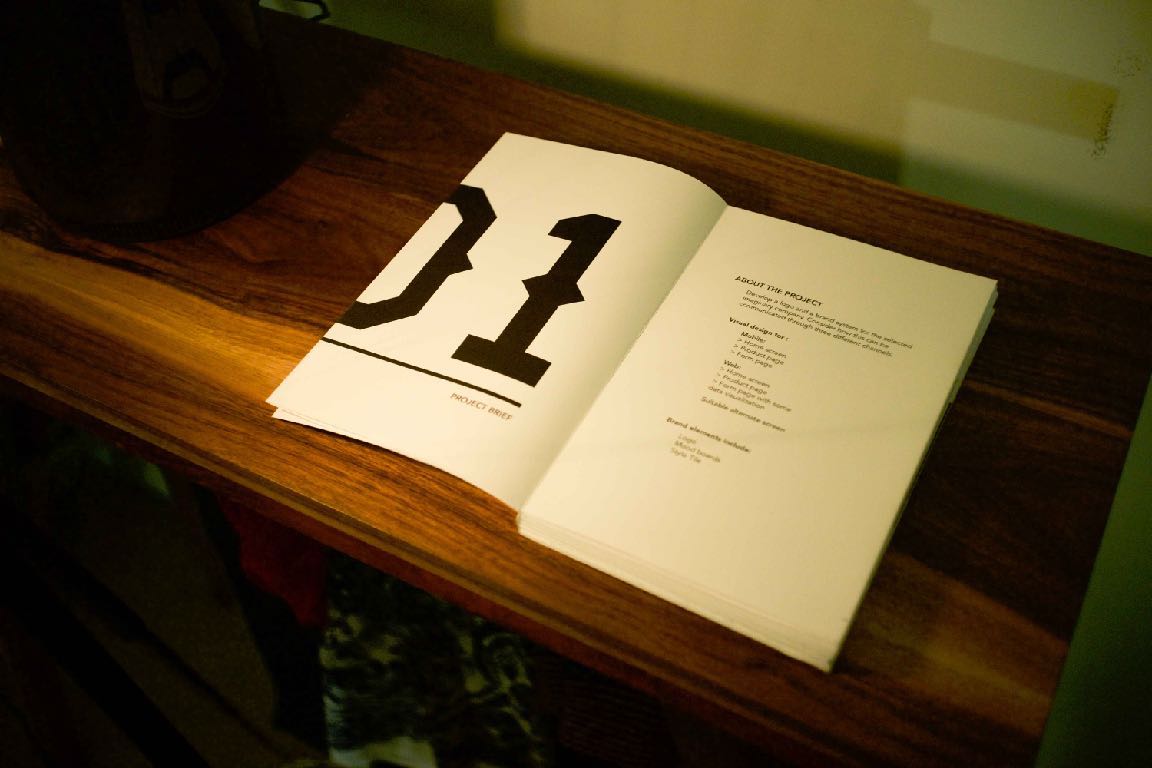 01
PROJECT BRIEF
ABOUT THE PROJECT
Develop a logo and a brand system for the selected
imaginary company. Consider how this can be
communicated through three different channels.
Visual design for :
Mobile:
> Home screen
> Product page
> Form page
Web:
> Home screen
> Product page
> Form page with some
data visualization
Suitable alternate screen
Brand elements include:
Logo
Mood boards
Style Tile